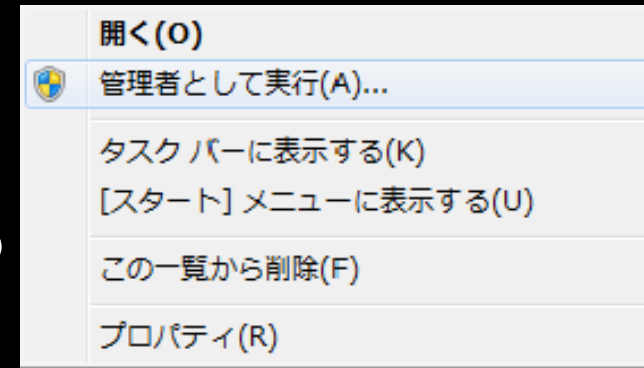 開く(O)
管理者として実行(A)...
タスク バーに表示する(K)
[スタート] メニューに表示する(U)
この一覧から削除(F)
プロパティ(R)